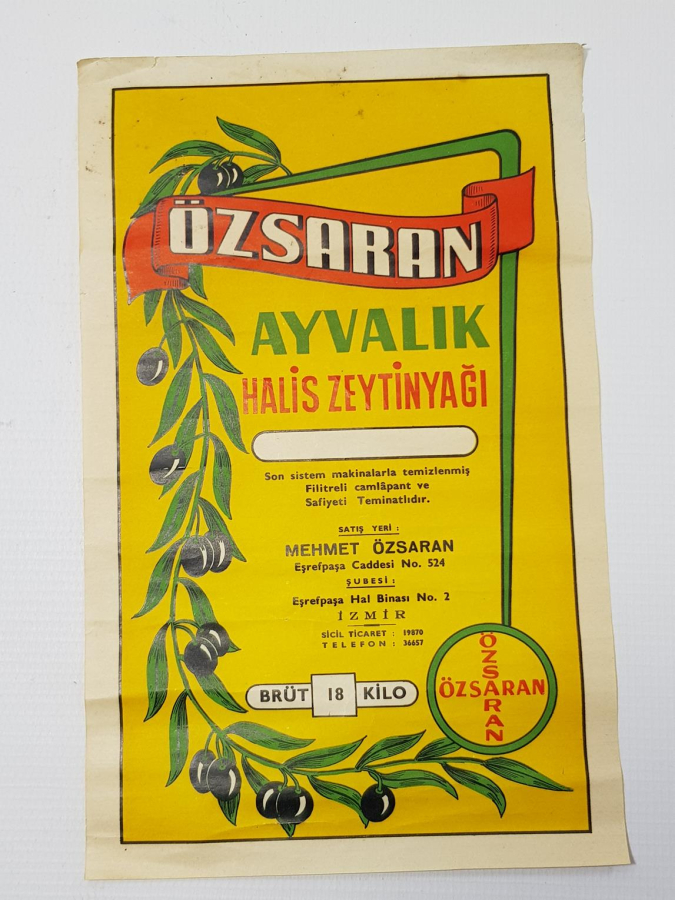 ÖZSARAN
AYVALIK
HALİS ZEYTİNYAĞI
Son sistem makinalarla temizlenmiş
Filitreli camlâpant ve
Safiyeti Teminatlıdır.
SATIŞ YERİ :
MEHMET ÖZSARAN
Eşrefpaşa Caddesi No. 524
ŞUBESİ :
Eşrefpaşa Hal Binası No. 2
İZMİR
SİCİL TİCARET : 19870
TELEFON : 36657
BRÜT 18 KİLO
ÖZSARAN
ÖZSARAN